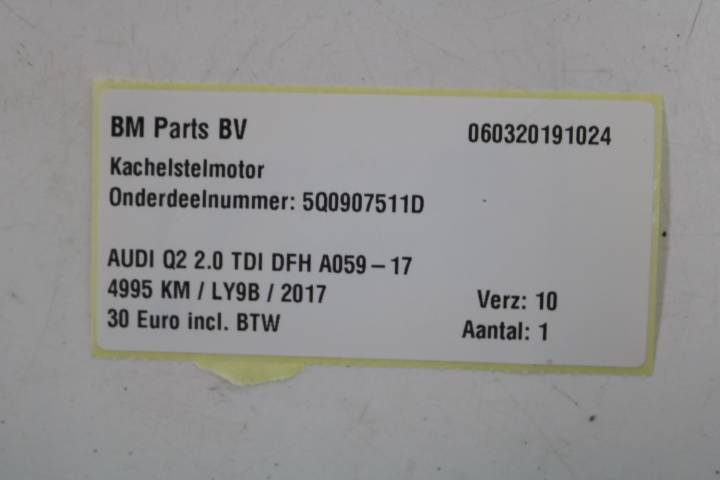 BM Parts BV 060320191024
Kachelstelmotor
Onderdeelnummer: 5Q0907511D
AUDI Q2 2.0 TDI DFH A059-17
4995 KM / LY9B / 2017 Verz: 10
30 Euro incl. BTW Aantal: 1